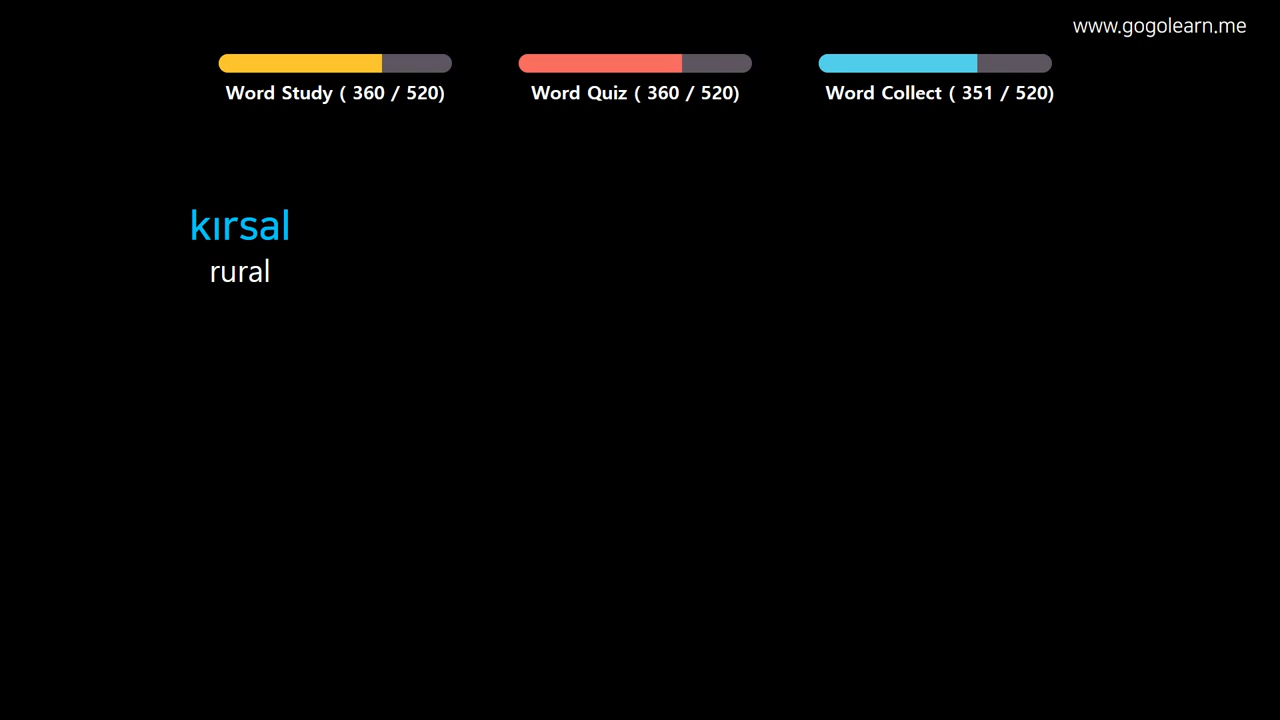 www.gogolearn.me
Word Study ( 360 / 520)
Word Quiz ( 360 / 520)
Word Collect ( 351 / 520)
kırsal
rural